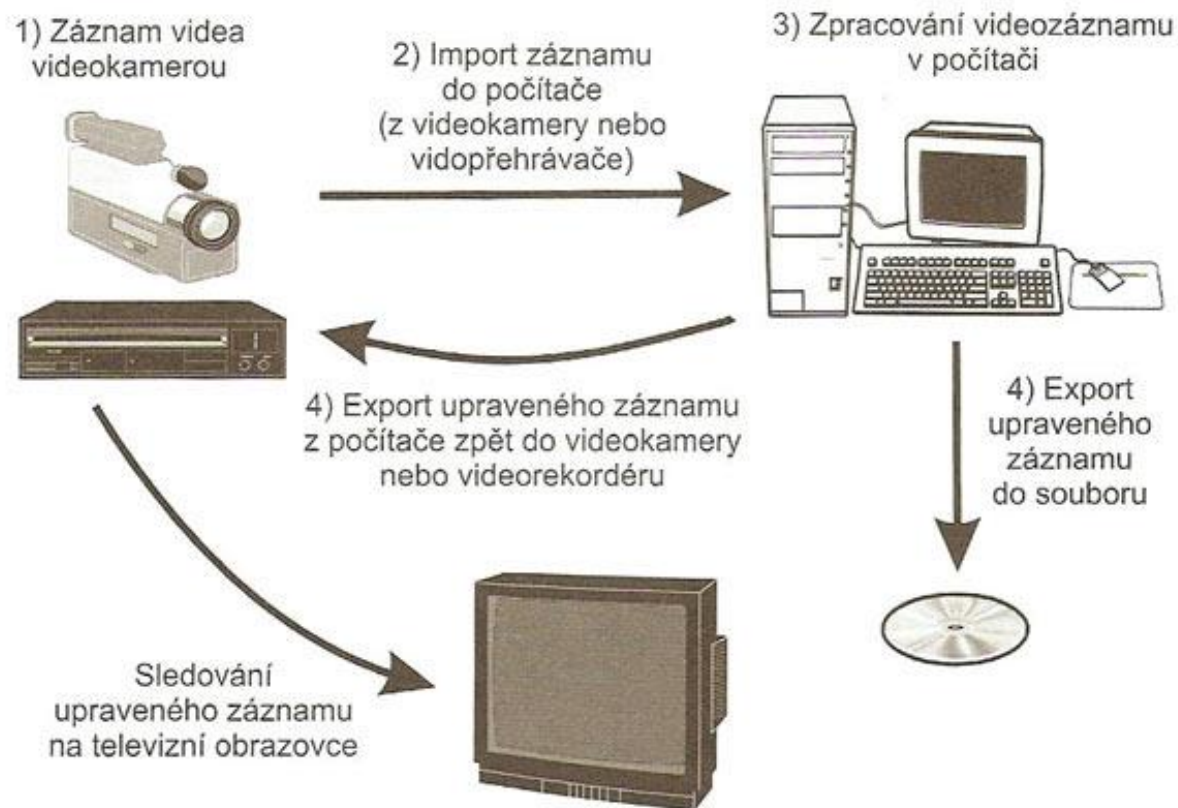 1) Záznam videa
videokamerou
2) Import záznamu
do počítače
(z videokamery nebo
vidopřehrávače)
3) Zpracování videozáznamu
v počítači
4) Export upraveného záznamu
z počítače zpět do videokamery
nebo videorekordéru
4) Export
upraveného
záznamu
do souboru
Sledování
upraveného záznamu
na televizní obrazovce